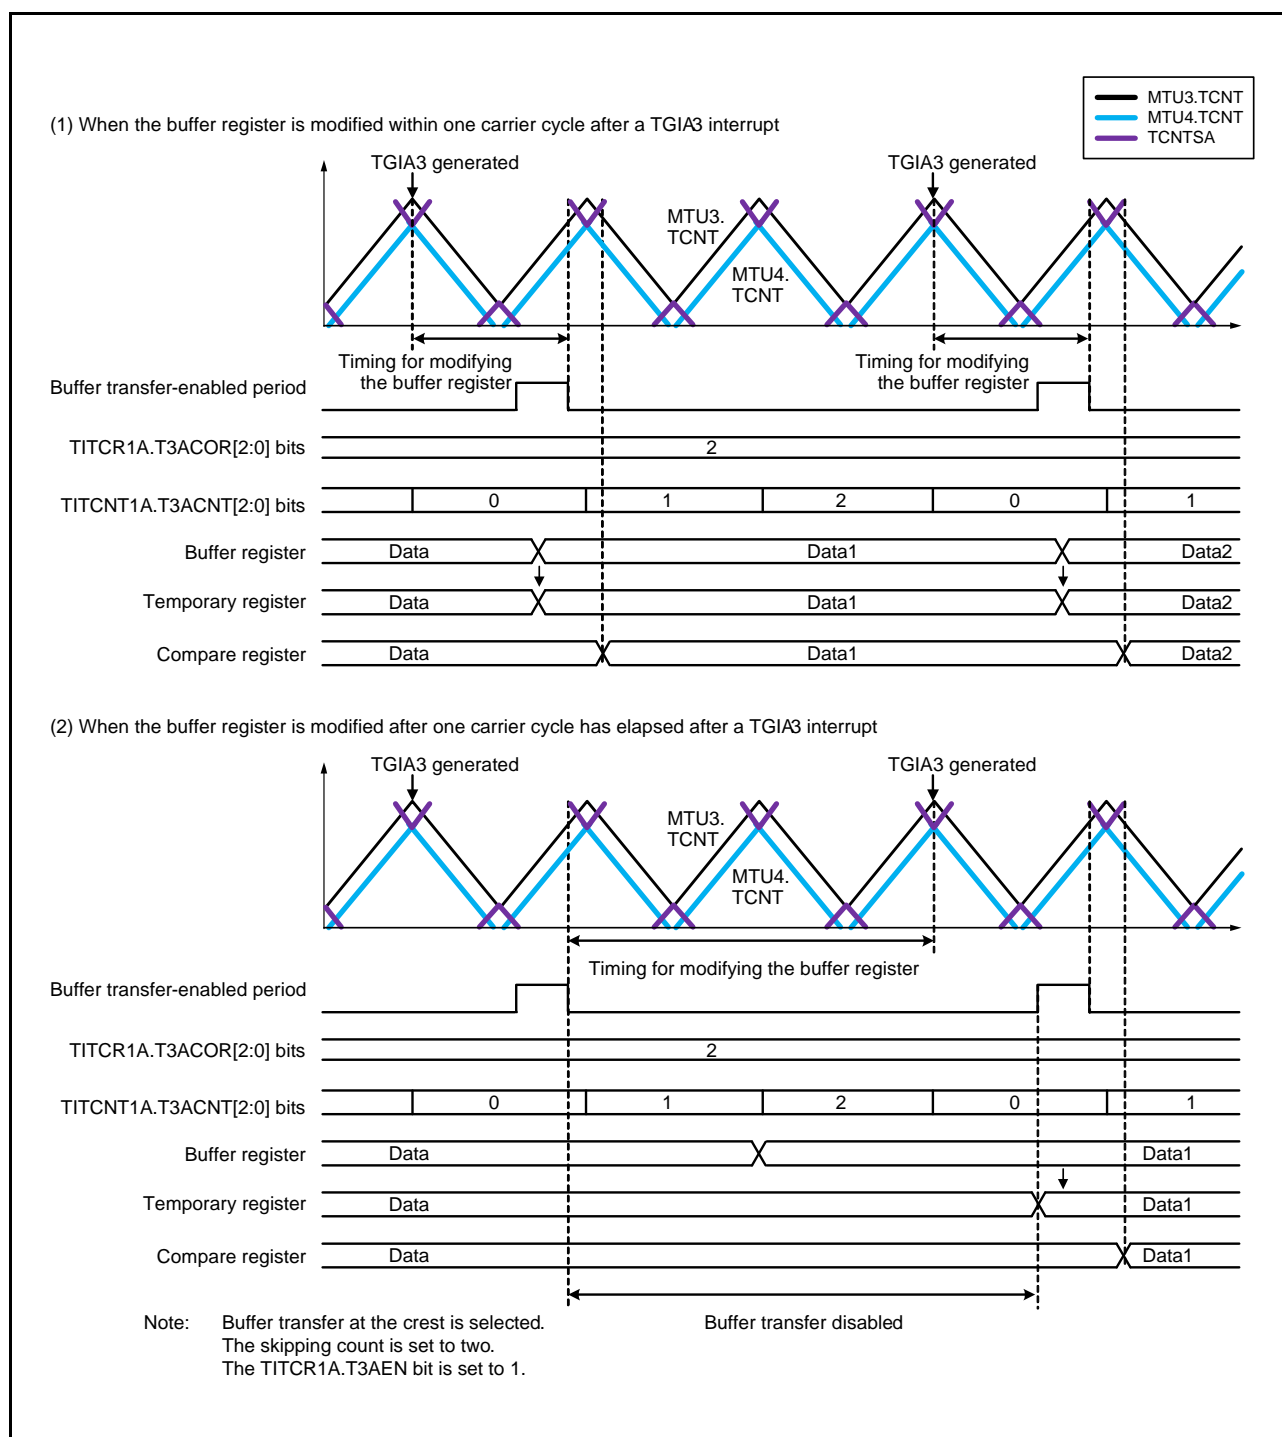 MTU3.TCNT
MTU4.TCNT
TCNTSA
(1) When the buffer register is modified within one carrier cycle after a TGIA3 interrupt
TGIA3 generated
TGIA3 generated
MTU3.
TCNT
MTU4.
TCNT
Timing for modifying
the buffer register
Timing for modifying
the buffer register
Buffer transfer-enabled period
TITCR1A.T3ACOR[2:0] bits
2
TITCNT1A.T3ACNT[2:0] bits
0 1 2 0 1
Buffer register
Data Data1 Data2
Temporary register
Data Data1 Data2
Compare register
Data Data1 Data2
(2) When the buffer register is modified after one carrier cycle has elapsed after a TGIA3 interrupt
TGIA3 generated
TGIA3 generated
MTU3.
TCNT
MTU4.
TCNT
Timing for modifying the buffer register
Buffer transfer-enabled period
TITCR1A.T3ACOR[2:0] bits
2
TITCNT1A.T3ACNT[2:0] bits
0 1 2 0 1
Buffer register
Data Data1
Temporary register
Data Data1
Compare register
Data Data1
Buffer transfer disabled
Note: Buffer transfer at the crest is selected.
The skipping count is set to two.
The TITCR1A.T3AEN bit is set to 1.